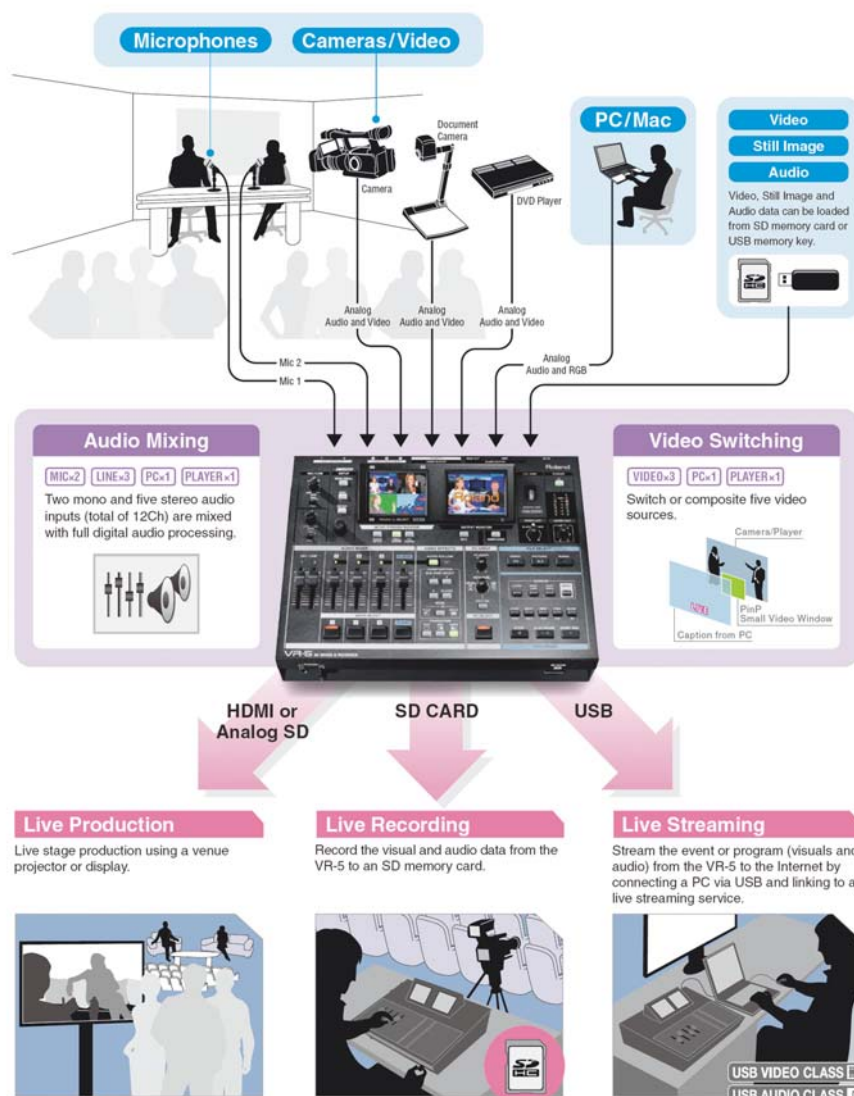 Microphones
Cameras/Video
Document
Camera
Camera
DVD Player
PC/Mac
Video
Still Image
Audio
Video, Still Image and
Audio data can be loaded
from SD memory card or
USB memory key.
Analog
Audio and Video
Analog
Audio and Video
Analog
Audio and Video
Analog
Audio and RGB
Mic 2
Mic 1
Audio Mixing
MIC×2 LINE×3 PC×1 PLAYER×1
Two mono and five stereo audio
inputs (total of 12Ch) are mixed
with full digital audio processing.
Roland
VR-5
Video Switching
VIDEO×3 PC×1 PLAYER×1
Switch or composite five video
sources.
Camera/Player
LIVE
PinP
Small Video Window
Caption from PC
HDMI or
Analog SD
SD CARD
USB
Live Production
Live stage production using a venue
projector or display.
Live Recording
Record the visual and audio data from the
VR-5 to an SD memory card.
Live Streaming
Stream the event or program (visuals and
audio) from the VR-5 to the Internet by
connecting a PC via USB and linking to a
live streaming service.
USB VIDEO CLASS
USB AUDIO CLASS